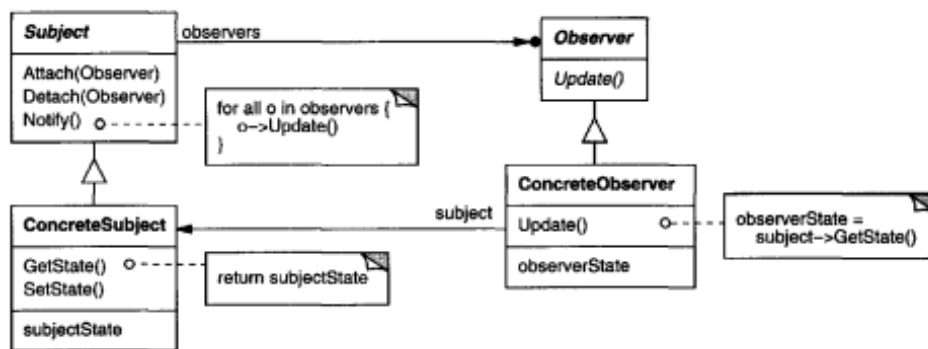 Subject
observers
Observer
Attach(Observer)
Detach(Observer)
Notify()
for all o in observers {
o->Update()
}
Update()
ConcreteSubject
subject
ConcreteObserver
GetState()
SetState()
return subjectState
subjectState
Update()
observerState
observerState =
subject->GetState()